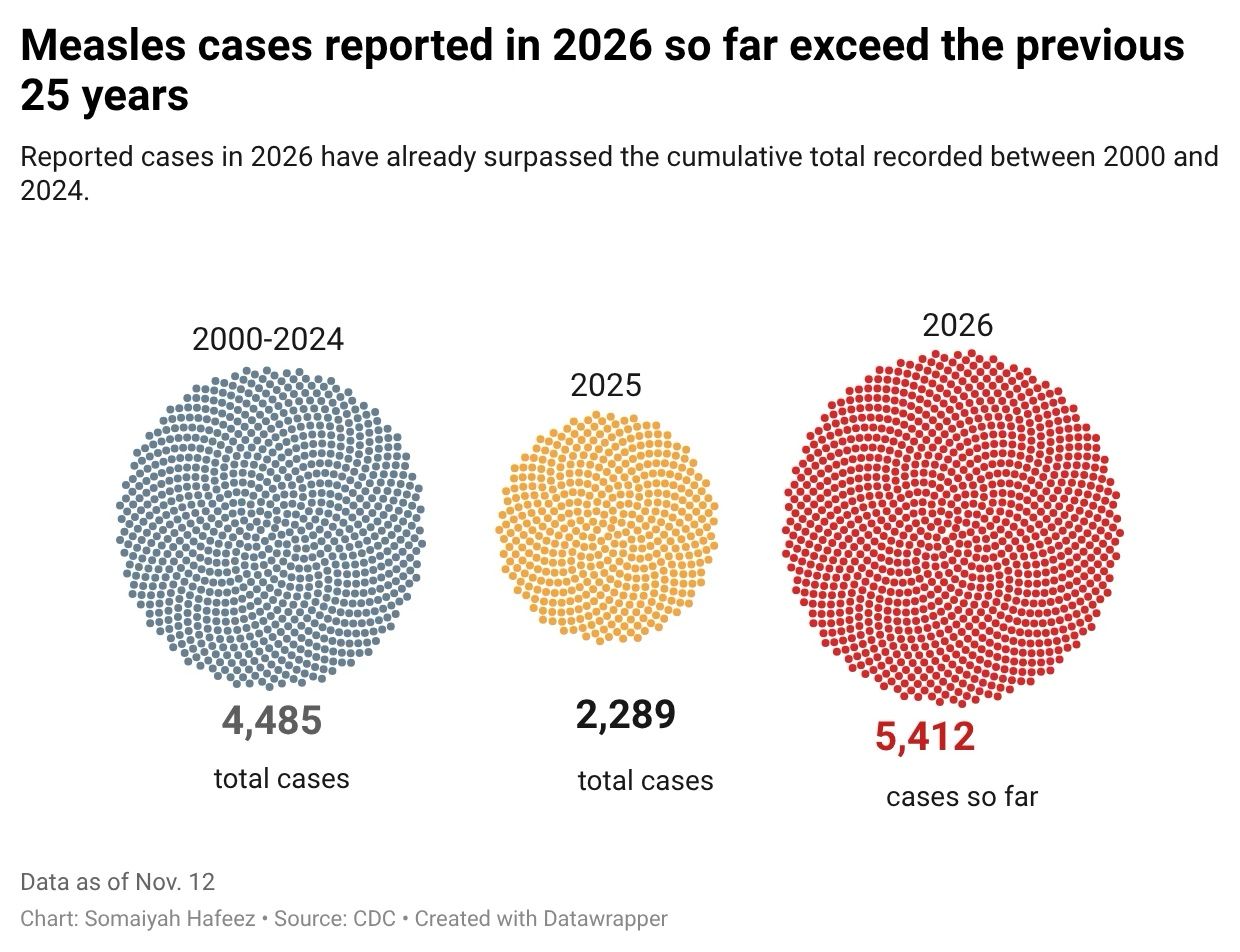 Measles cases reported in 2026 so far exceed the previous
25 years
Reported cases in 2026 have already surpassed the cumulative total recorded between 2000 and
2024.
2000-2024
2025
2026
4,485
total cases
2,289
total cases
5,412
cases so far
Data as of Nov. 12
Chart: Somaiyah Hafeez • Source: CDC • Created with Datawrapper